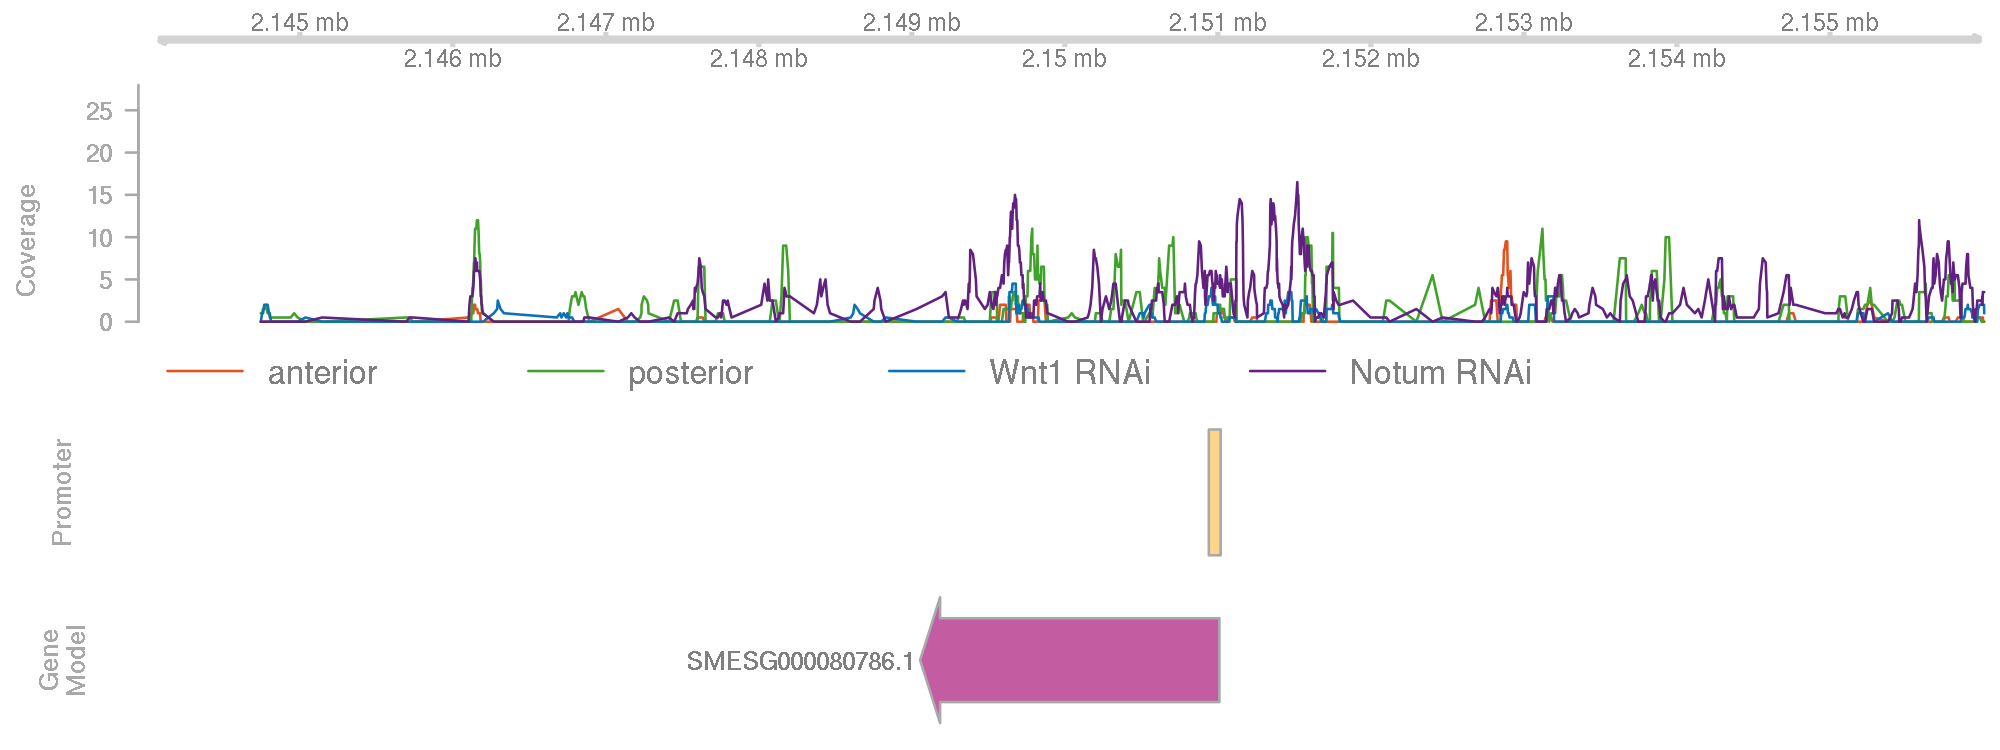 2.145 mb 2.147 mb 2.149 mb 2.151 mb 2.153 mb 2.155 mb
2.146 mb 2.148 mb 2.15 mb 2.152 mb 2.154 mb
Coverage
25
20
15
10
5
0
anterior posterior Wnt1 RNAi Notum RNAi
Promoter
Gene
Model
SMESG000080786.1